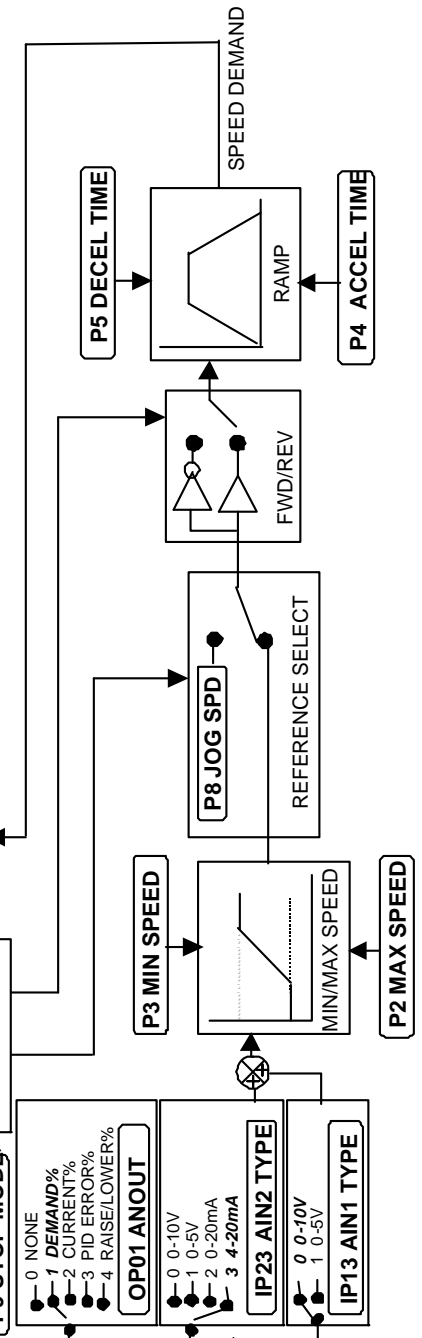 STOP MODE
0 NONE
1 DEMAND%
2 CURRENT%
3 PID ERROR%
4 RAISE/LOWER%
OP01 ANOUT
0 0-10V
1 0-5V
2 0-20mA
3 4-20mA
IP23 AIN2 TYPE
0 0-10V
1 0-5V
IP13 AIN1 TYPE
P3 MIN SPEED
MIN/MAX SPEED
P2 MAX SPEED
P8 JOG SPD
REFERENCE SELECT
FWD/REV
P5 DECEL TIME
RAMP
P4 ACCEL TIME
SPEED DEMAND